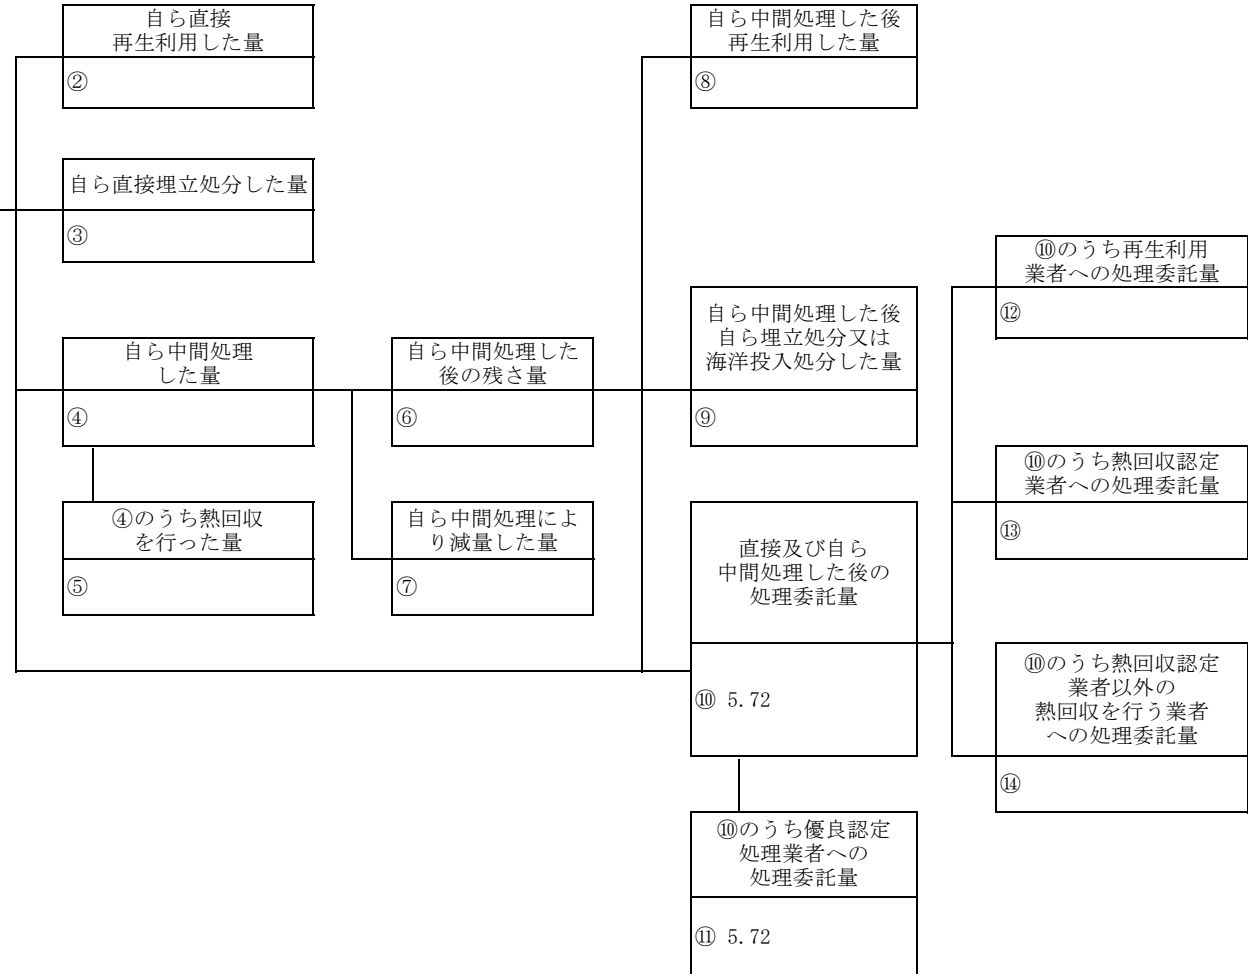 自ら直接
再生利用した量
②
自ら直接埋立処分した量
③
自ら中間処理
した量
④
④のうち熱回収
を行った量
⑤
自ら中間処理した
後の残さ量
⑥
自ら中間処理によ
り減量した量
⑦
自ら中間処理した後
再生利用した量
⑧
自ら中間処理した後
自ら埋立処分又は
海洋投入処分した量
⑨
直接及び自ら
中間処理した後の
処理委託量
⑩ 5.72
⑩のうち優良認定
処理業者への
処理委託量
⑪ 5.72
⑩のうち再生利用
業者への処理委託量
⑫
⑩のうち熱回収認定
業者への処理委託量
⑬
⑩のうち熱回収認定
業者以外の
熱回収を行う業者
への処理委託量
⑭